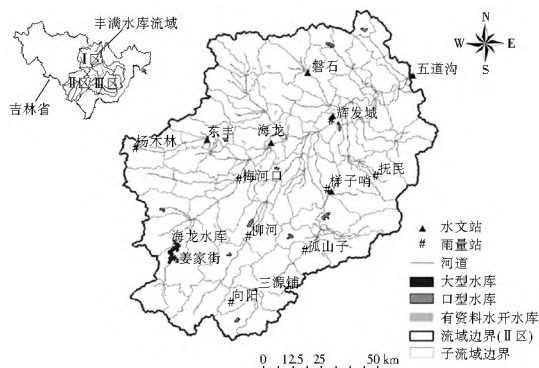 丰满水库流域
Ⅰ区
Ⅱ区 Ⅲ区
吉林省
N
W E
S
磐石
五道沟
辉发城
杨木林
东丰
海龙
抚民
梅河口
样子哨
海龙水库
柳河
孤山子
姜家街
三源铺
向阳
▲ 水文站
# 雨量站
河道
大型水库
口型水库
有资料水开水库
流域边界(Ⅱ区)
子流域边界
0 12.5 25 50 km